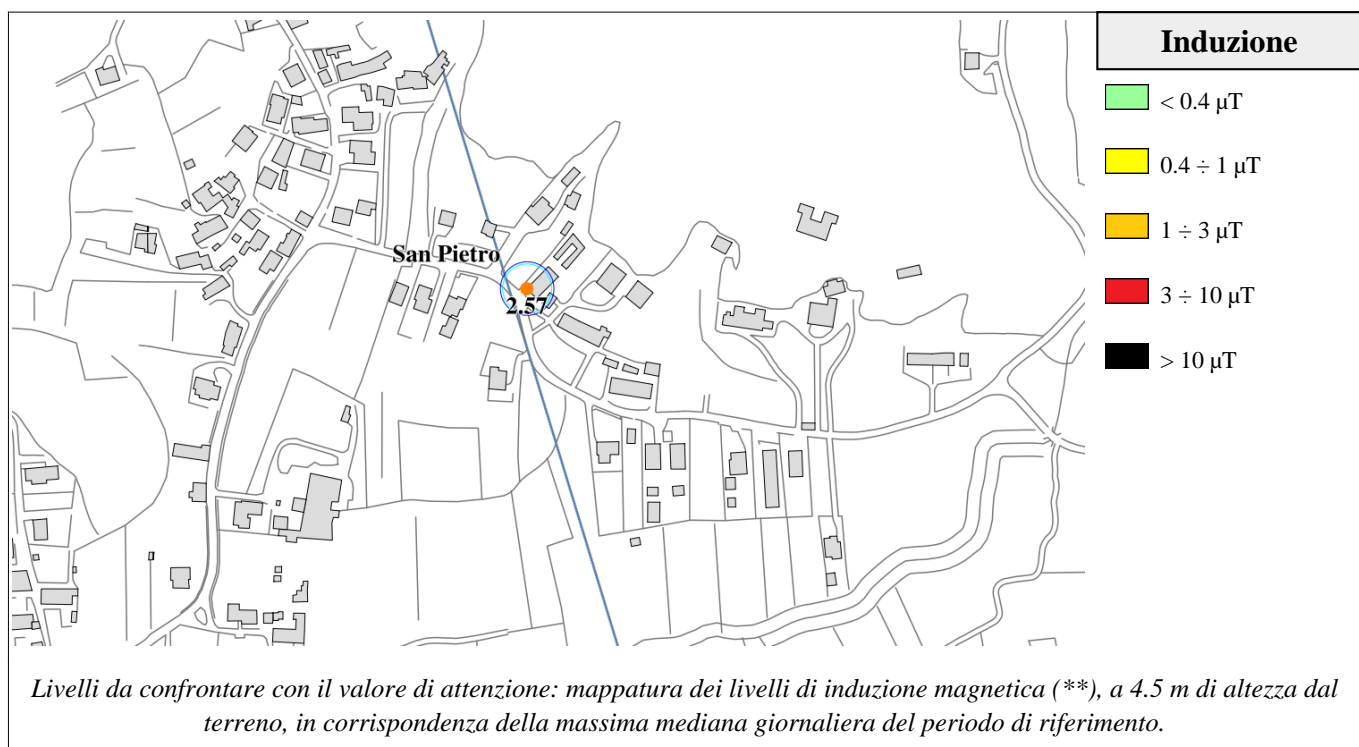 Induzione
< 0.4 μT
0.4 ÷ 1 μT
1 ÷ 3 μT
3 ÷ 10 μT
> 10 μT
San Pietro
2.57
Livelli da confrontare con il valore di attenzione: mappatura dei livelli di induzione magnetica (**), a 4.5 m di altezza dal
terreno, in corrispondenza della massima mediana giornaliera del periodo di riferimento.